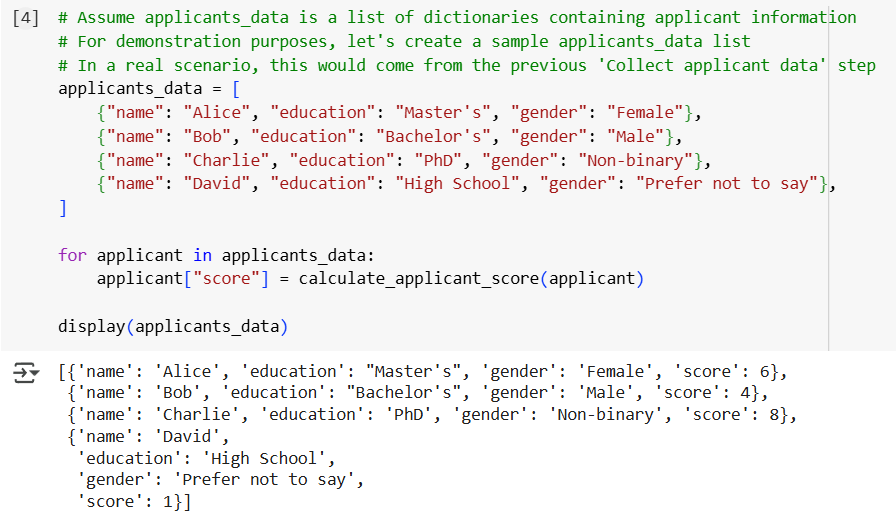 [4] # Assume applicants_data is a list of dictionaries containing applicant information
# For demonstration purposes, let's create a sample applicants_data list
# In a real scenario, this would come from the previous 'Collect applicant data' step
applicants_data = [
    {"name": "Alice", "education": "Master's", "gender": "Female"},
    {"name": "Bob", "education": "Bachelor's", "gender": "Male"},
    {"name": "Charlie", "education": "PhD", "gender": "Non-binary"},
    {"name": "David", "education": "High School", "gender": "Prefer not to say"},
]
for applicant in applicants_data:
    applicant["score"] = calculate_applicant_score(applicant)
display(applicants_data)
[{'name': 'Alice', 'education': "Master's", 'gender': 'Female', 'score': 6},
 {'name': 'Bob', 'education': "Bachelor's", 'gender': 'Male', 'score': 4},
 {'name': 'Charlie', 'education': 'PhD', 'gender': 'Non-binary', 'score': 8},
 {'name': 'David',
  'education': 'High School',
  'gender': 'Prefer not to say',
  'score': 1}]